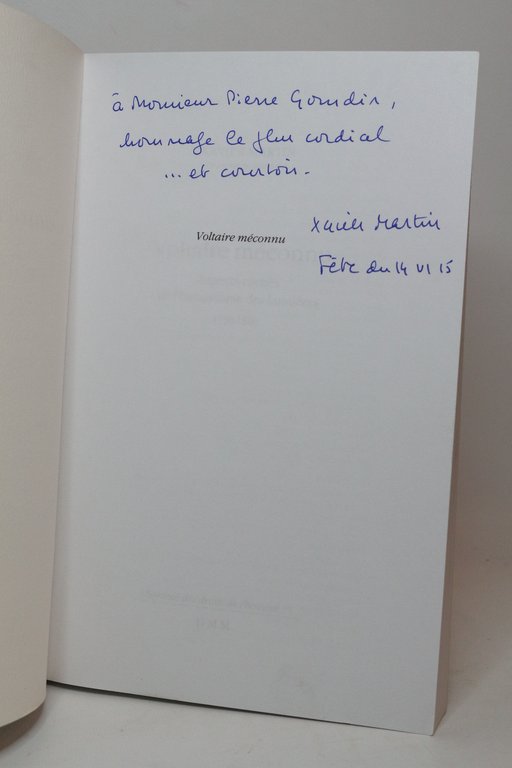 à Monsieur Pierre Gourdin,
hommage le plus cordial
... et courtois.
Xavier Martin
Voltaire méconnu
Fête du 14 VI 15